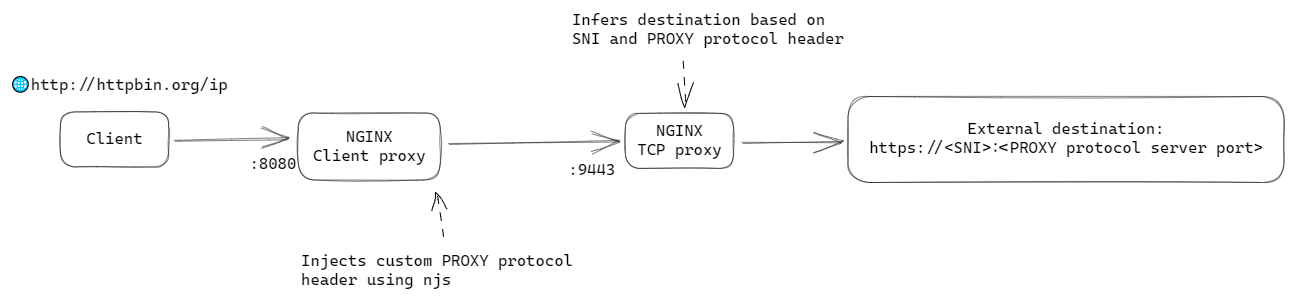 Infers destination based on
SNI and PROXY protocol header
http://httpbin.org/ip
Client
:8080
NGINX
Client proxy
:9443
NGINX
TCP proxy
External destination:
https://<SNI>:<PROXY protocol server port>
Injects custom PROXY protocol
header using njs